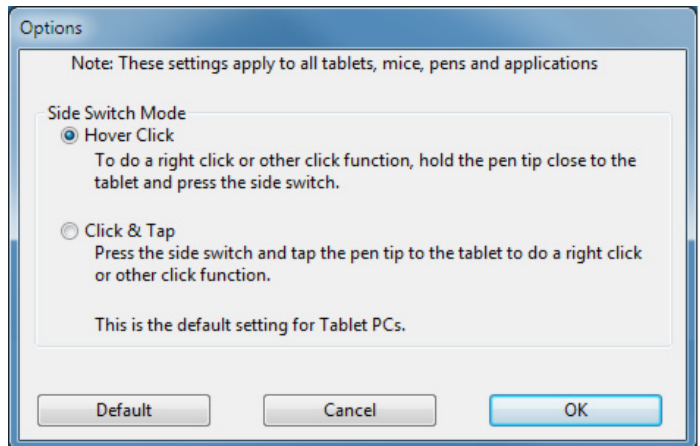 Options
Note: These settings apply to all tablets, mice, pens and applications
Side Switch Mode
Hover Click
To do a right click or other click function, hold the pen tip close to the
tablet and press the side switch.
Click & Tap
Press the side switch and tap the pen tip to the tablet to do a right click
or other click function.
This is the default setting for Tablet PCs.
Default Cancel OK